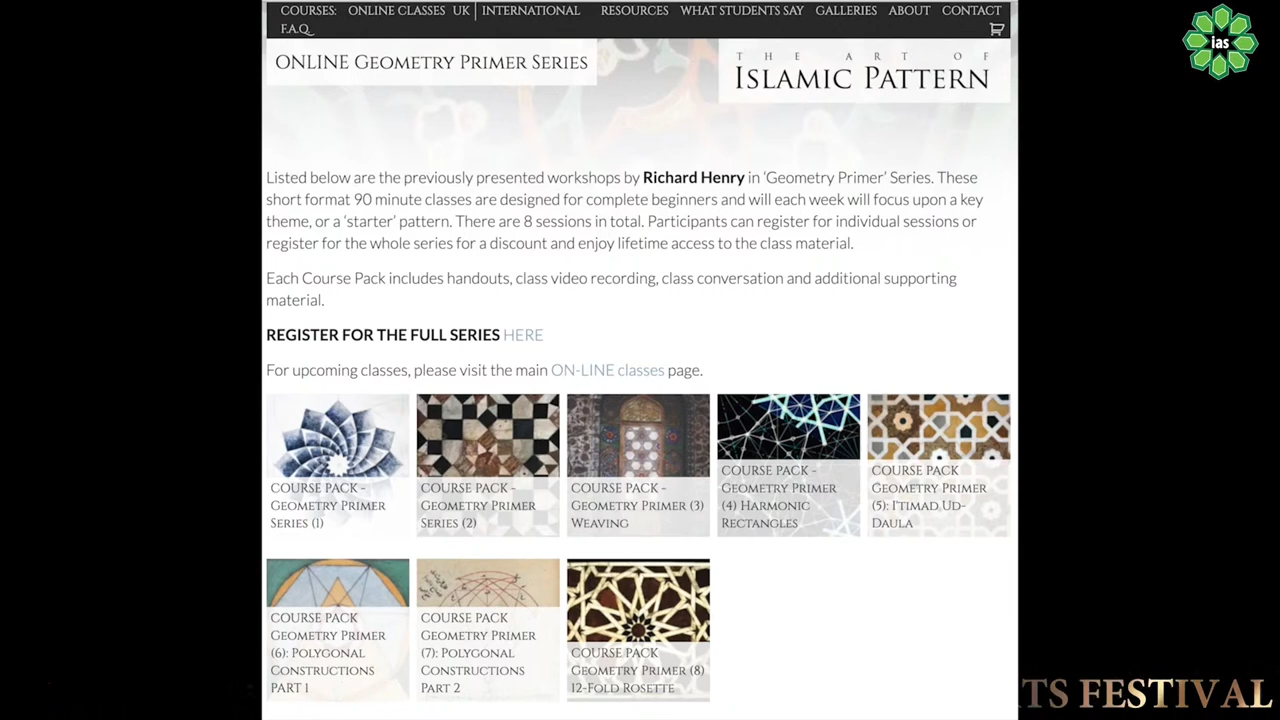 COURSES: ONLINE CLASSES UK | INTERNATIONAL RESOURCES WHAT STUDENTS SAY GALLERIES ABOUT CONTACT
F.A.Q.
ias
ONLINE Geometry Primer Series
THE ART OF
Islamic Pattern
Listed below are the previously presented workshops by Richard Henry in ‘Geometry Primer’ Series. These
short format 90 minute classes are designed for complete beginners and will each week will focus upon a key
theme, or a ‘starter’ pattern. There are 8 sessions in total. Participants can register for individual sessions or
register for the whole series for a discount and enjoy lifetime access to the class material.
Each Course Pack includes handouts, class video recording, class conversation and additional supporting
material.
REGISTER FOR THE FULL SERIES HERE
For upcoming classes, please visit the main ON-LINE classes page.
COURSE PACK -
Geometry Primer
Series (1)
COURSE PACK -
Geometry Primer
Series (2)
COURSE PACK -
Geometry Primer (3)
Weaving
COURSE PACK -
Geometry Primer
(4) Harmonic
Rectangles
COURSE PACK
Geometry Primer
(5): I'timad Ud-
Daula
COURSE PACK
Geometry Primer
(6): Polygonal
Constructions
PART 1
COURSE PACK
Geometry Primer
(7): Polygonal
Constructions
Part 2
COURSE PACK
Geometry Primer (8)
12-Fold Rosette
TS FESTIVAL